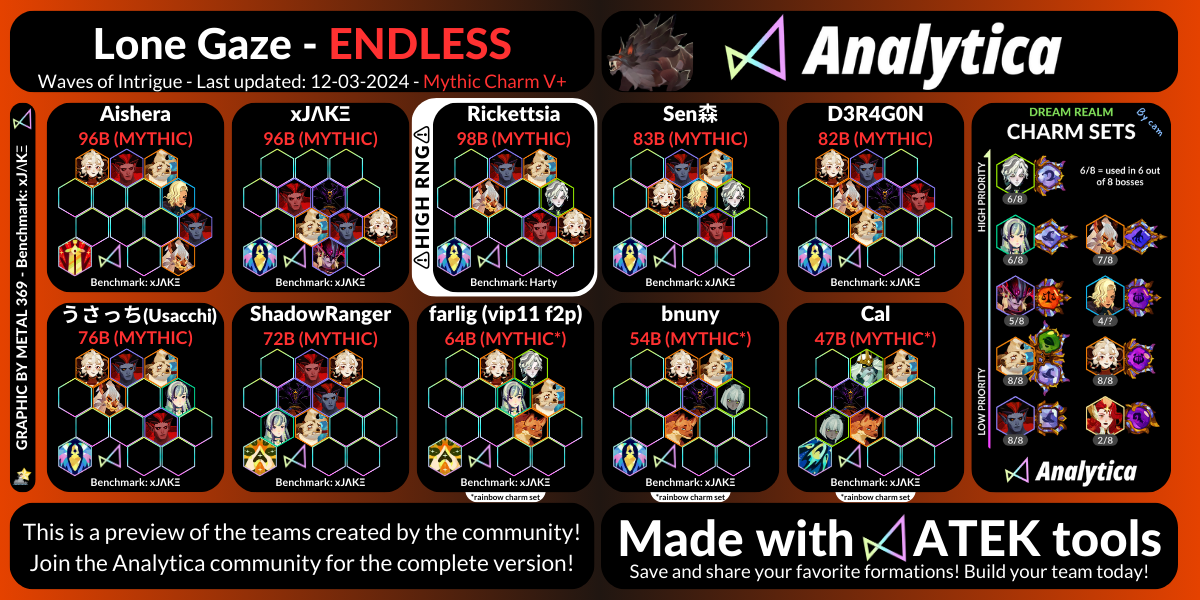 Lone Gaze - ENDLESS
Waves of Intrigue - Last updated: 12-03-2024 - Mythic Charm V+
Analytica
GRAPHIC BY METAL 369 - Benchmark: xJΛKΞ
Aishera
96B (MYTHIC)
Benchmark: xJΛKΞ
xJΛKΞ
96B (MYTHIC)
Benchmark: xJΛKΞ
⚠HIGH RNG⚠
Rickettsia
98B (MYTHIC)
Benchmark: Harty
Sen森
83B (MYTHIC)
Benchmark: xJΛKΞ
D3R4G0N
82B (MYTHIC)
Benchmark: xJΛKΞ
うさっち(Usacchi)
76B (MYTHIC)
Benchmark: xJΛKΞ
ShadowRanger
72B (MYTHIC)
Benchmark: xJΛKΞ
farlig (vip11 f2p)
64B (MYTHIC*)
Benchmark: xJΛKΞ
*rainbow charm set
bnuny
54B (MYTHIC*)
Benchmark: xJΛKΞ
*rainbow charm set
Cal
47B (MYTHIC*)
Benchmark: xJΛKΞ
*rainbow charm set
DREAM REALM
CHARM SETS
By cam
HIGH PRIORITY
LOW PRIORITY
6/8
6/8 = used in 6 out
of 8 bosses
6/8
7/8
5/8
4/?
8/8
8/8
8/8
2/8
Analytica
This is a preview of the teams created by the community!
Join the Analytica community for the complete version!
Made with ATEK tools
Save and share your favorite formations! Build your team today!